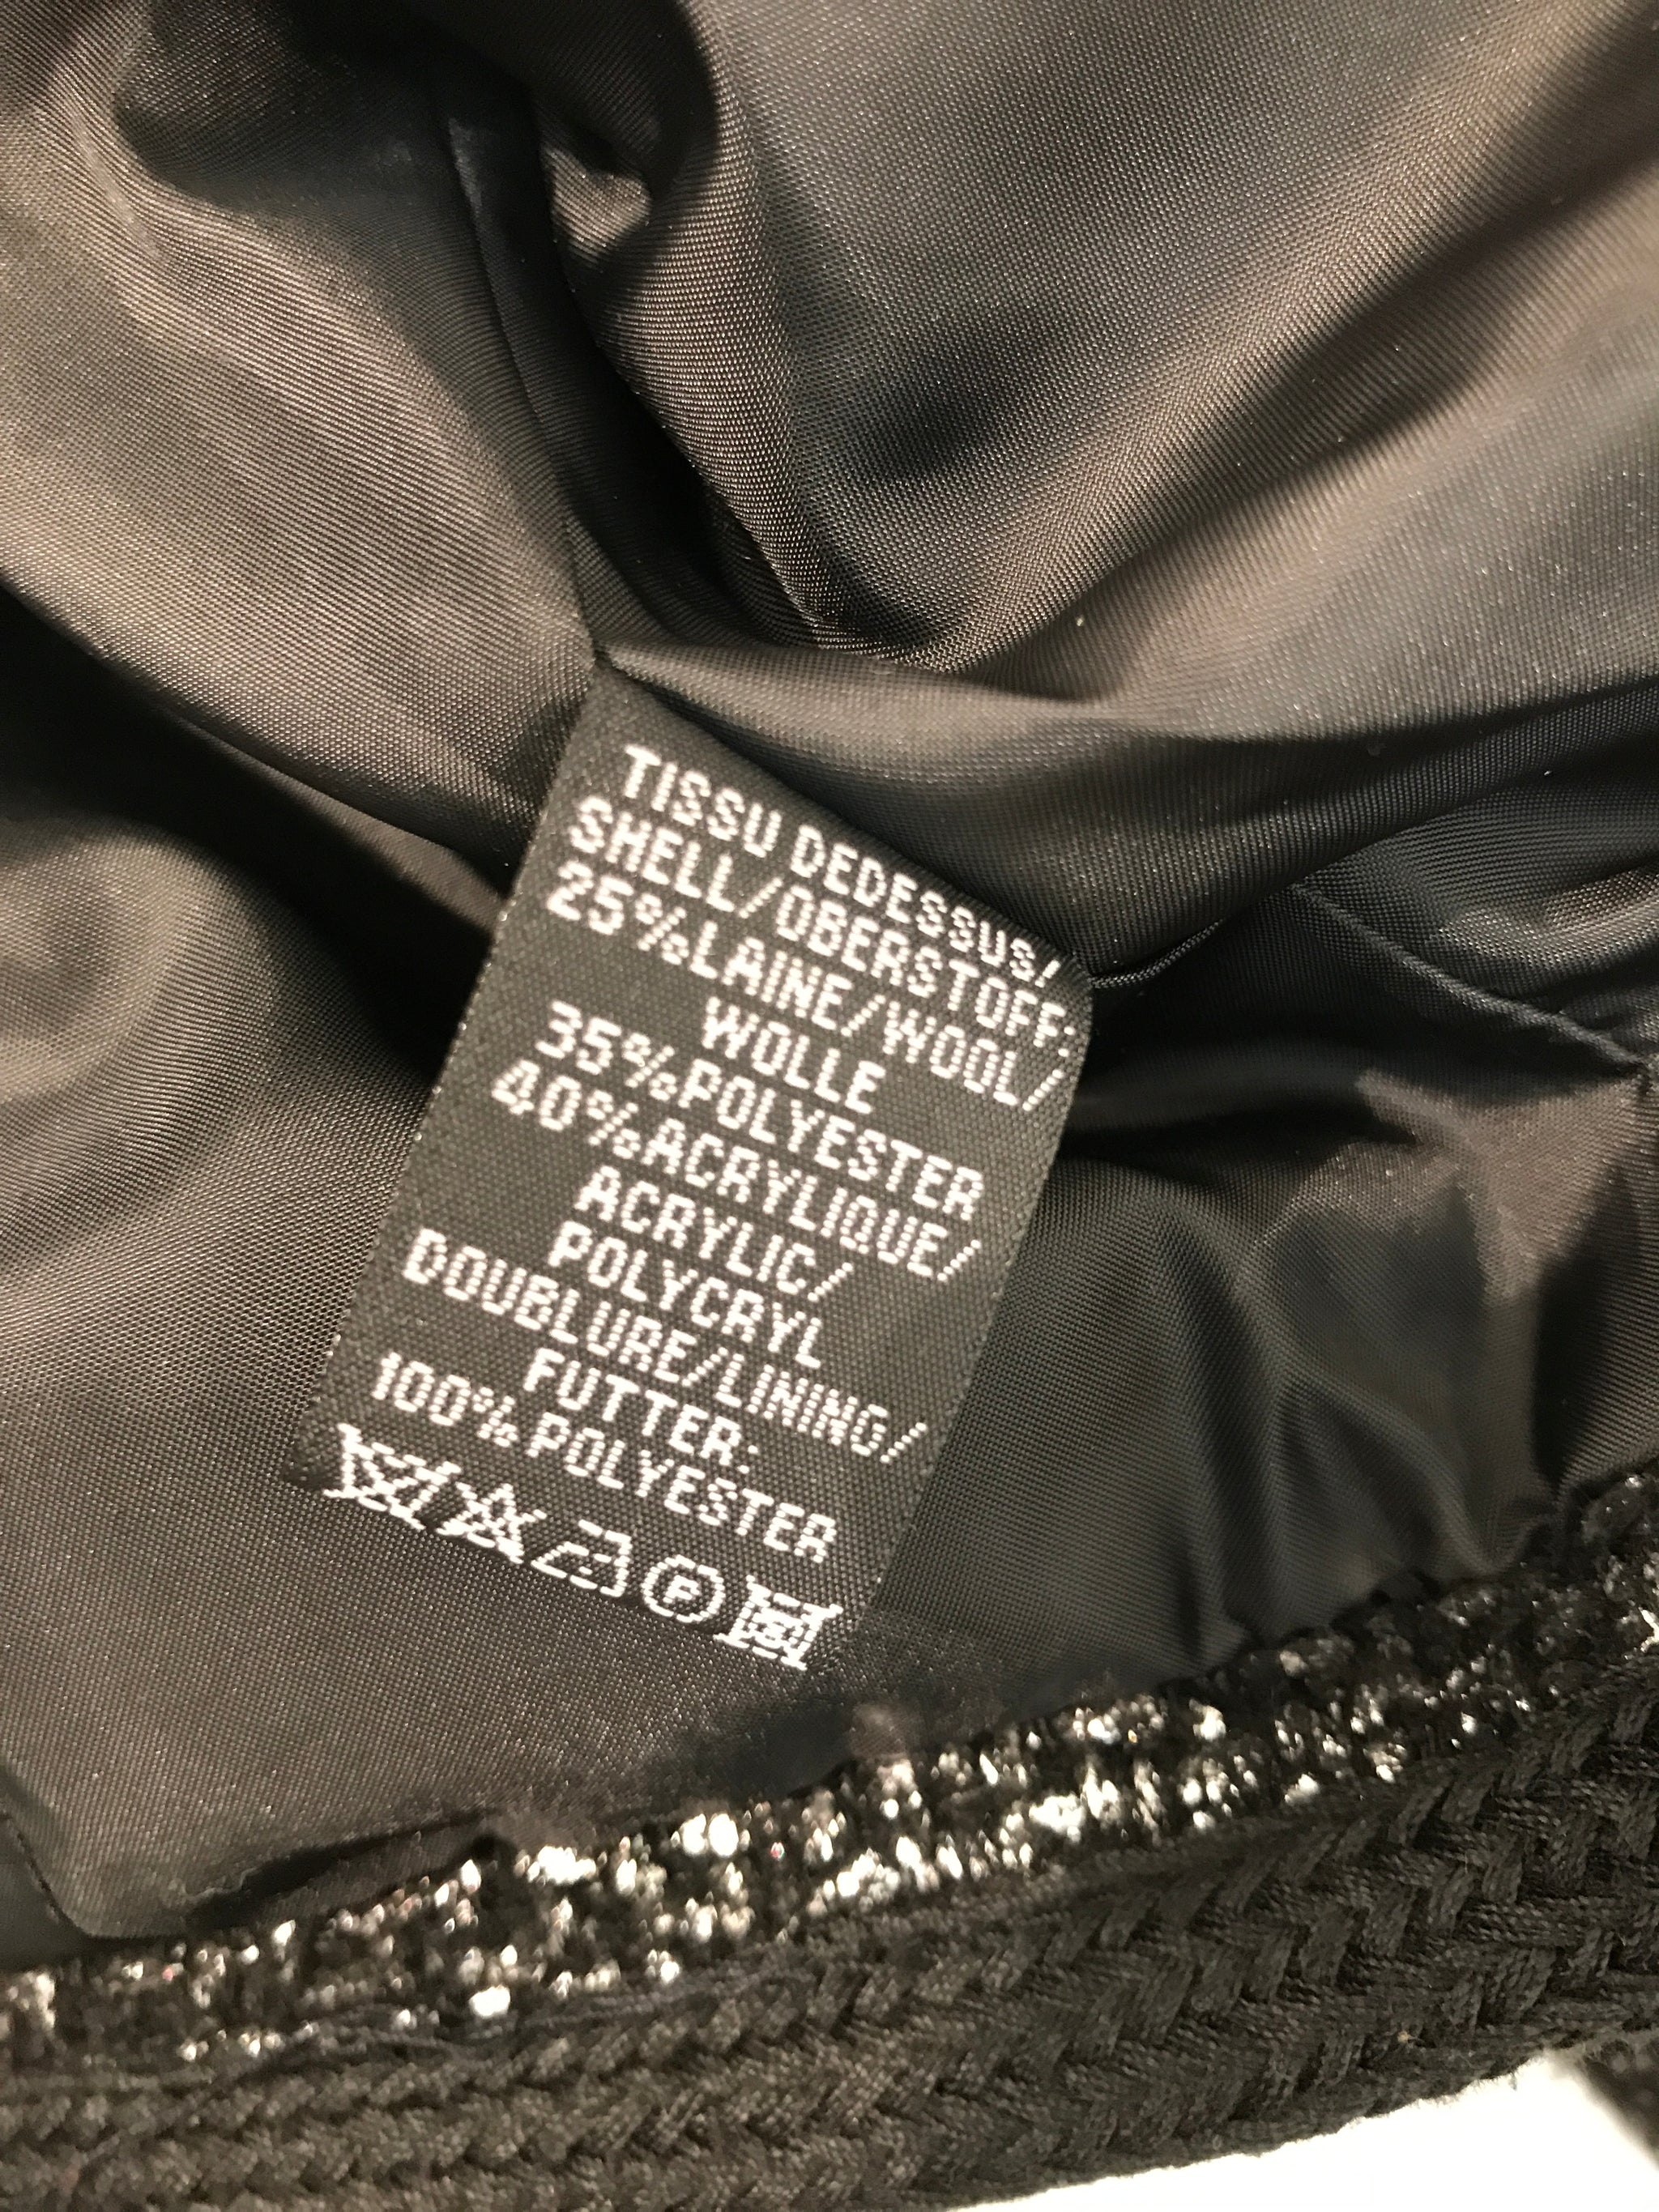 TISSU DEDESSUS/
SHELL/OBERSTOFF:
25%LAINE/WOOL/
WOLLE
35%POLYESTER
40%ACRYLIQUE/
ACRYLIC/
POLYCRYL
DOUBLURE/LINING/
FUTTER:
100%POLYESTER
P